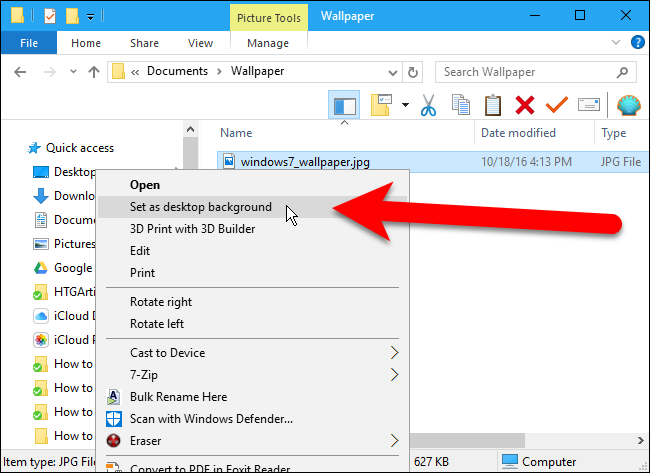 Picture Tools
Wallpaper
File
Home
Share
View
Manage
Documents
Wallpaper
Search Wallpaper
Name
Date modified
Type
Quick access
Desktop
windows7_wallpaper.jpg
10/18/16 4:13 PM
JPG File
Downlo
Docume
Pictures
Google
HTGArti
iCloud D
iCloud P
How to
How to
How to
How to
Open
Set as desktop background
3D Print with 3D Builder
Edit
Print
Rotate right
Rotate left
Cast to Device
7-Zip
Bulk Rename Here
Scan with Windows Defender...
Eraser
Convert to PDF in Foxit Reader
Item type: JPG File
627 KB
Computer